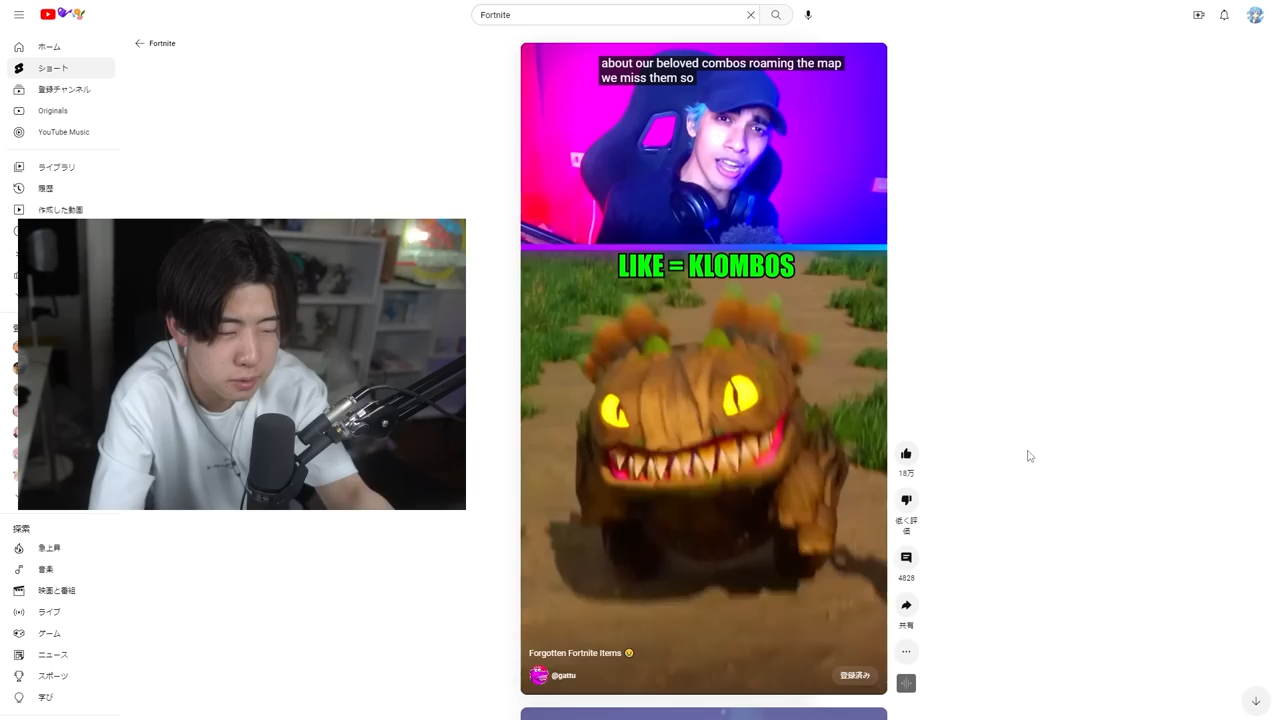 Fortnite
Fortnite
ホーム
ショート
登録チャンネル
Originals
YouTube Music
ライブラリ
履歴
作成した動画
探索
急上昇
音楽
映画と番組
ライブ
ゲーム
ニュース
スポーツ
学び
about our beloved combos roaming the map
we miss them so
LIKE = KLOMBOS
Forgotten Fortnite Items
@gattu
登録済み
18万
低く評
価
4828
共有